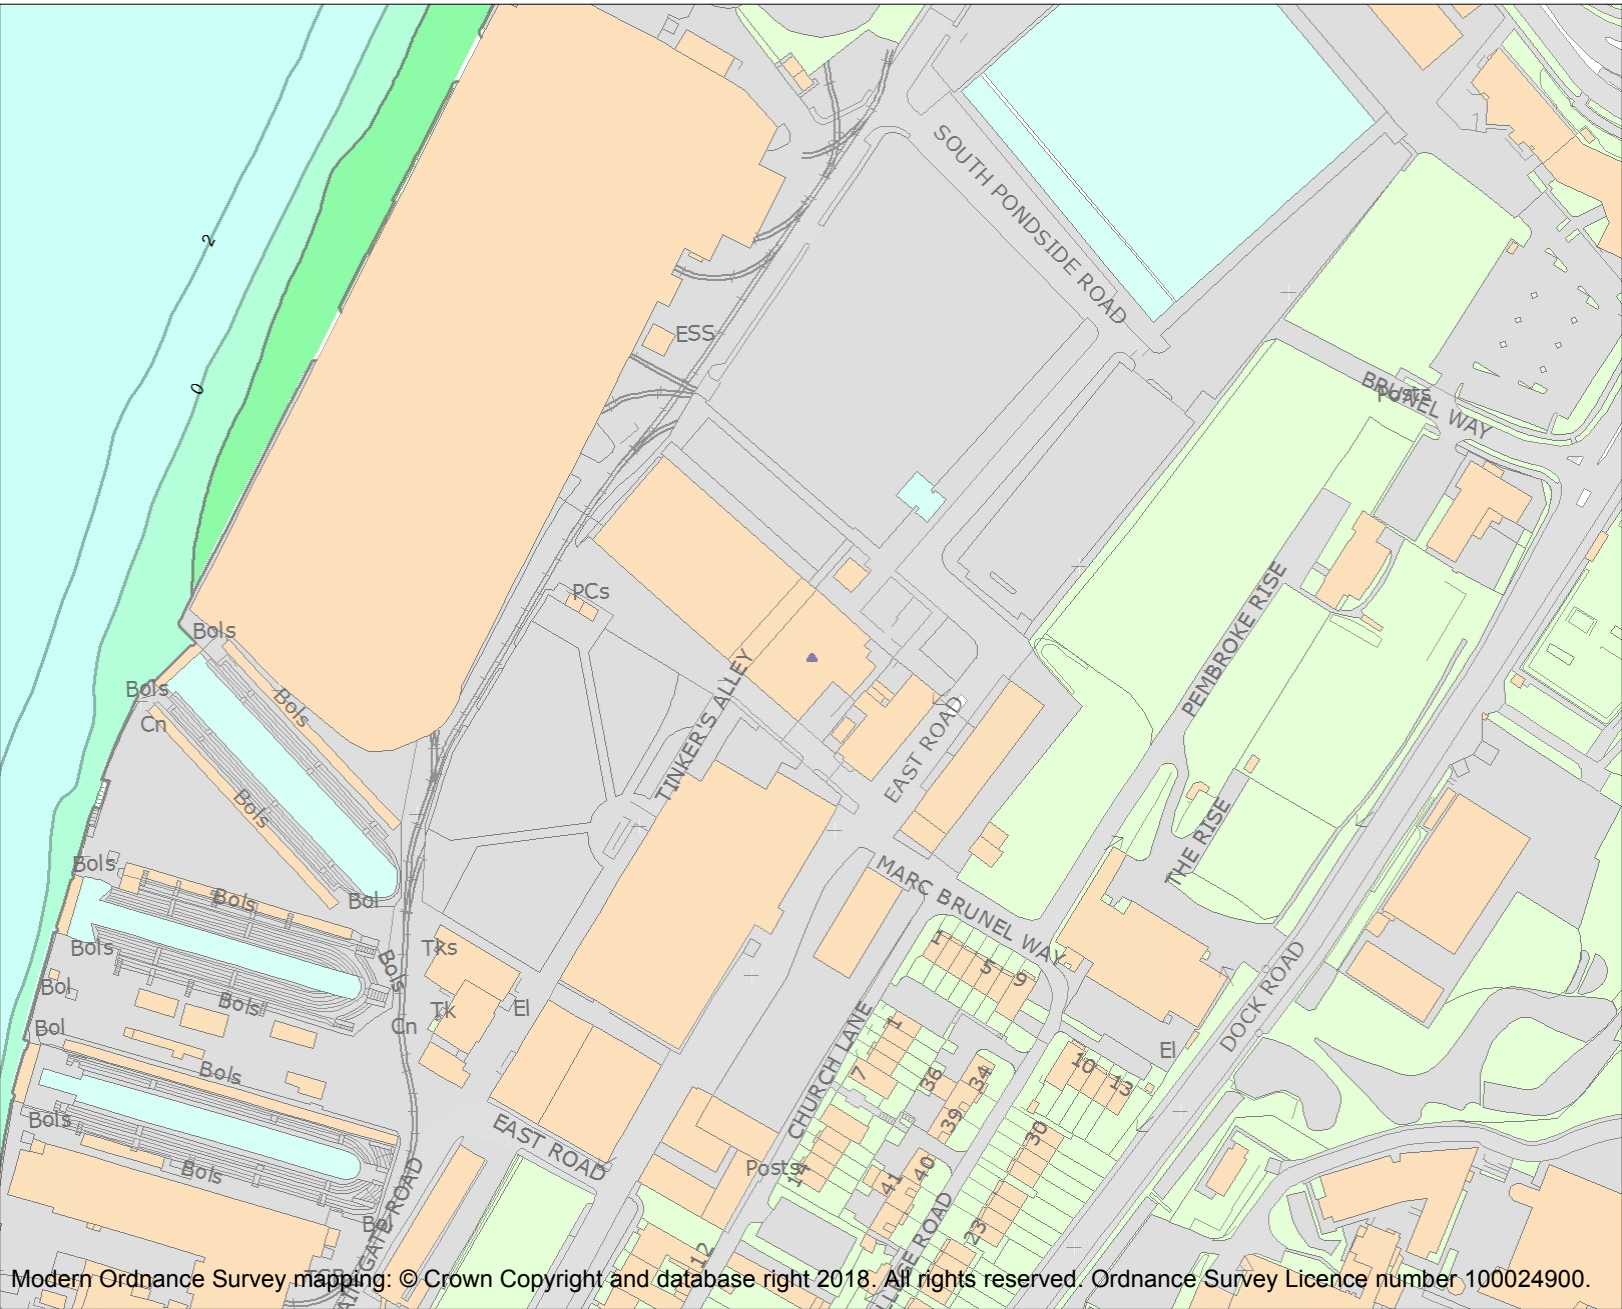 SOUTH PONDSIDE ROAD
2
ESS
0
BRUNEL WAY
Posts
PCs
PEMBROKE RISE
Bols
TINKER'S ALLEY
Bols
Bols
Cn
EAST ROAD
Bols
THE RISE
Bols
MARC BRUNEL WAY
Bols
Bol
1
5
9
Tks
Bols
Bols
DOCK ROAD
Bol
Bols
Tk
El
CHURCH LANE
1
Cn
Bol
El
Bols
7
36
34
10
13
Bols
39
30
EAST ROAD
Posts
14
Bols
41
40
23
12
Modern Ordnance Survey mapping: © Crown Copyright and database right 2018. All rights reserved. Ordnance Survey Licence number 100024900.